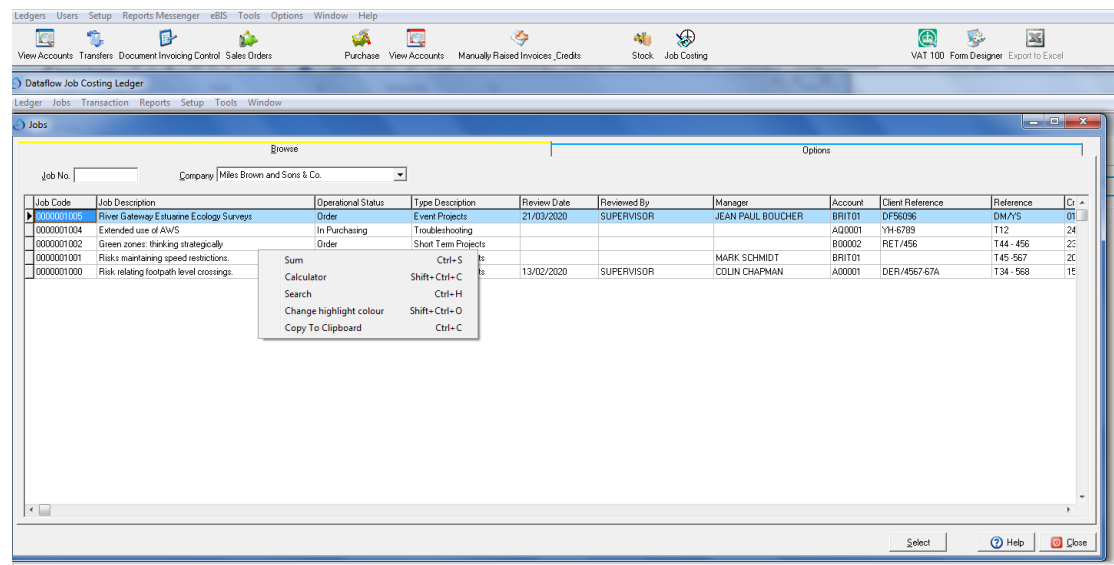 Ledgers Users Setup Reports Messenger eBIS Tools Options Window Help
View Accounts Transfers Document Invoicing Control Sales Orders Purchase View Accounts Manually Raised Invoices_Credits Stock Job Costing VAT 100 Form Designer Export to Excel
Dataflow Job Costing Ledger
Ledger Jobs Transaction Reports Setup Tools Window
Jobs
Browse Options
Job No. Company Miles Brown and Sons & Co.
Job Code Job Description Operational Status Type Description Review Date Reviewed By Manager Account Client Reference Reference
0000001005 River Gateway Estuarine Ecology Surveys Order Event Projects 21/03/2020 SUPERVISOR JEAN PAUL BOUCHER BRIT01 DF56096 DM/YS 01
0000001004 Extended use of AWS In Purchasing Troubleshooting AQ0001 YH-6789 T12 24
0000001002 Green zones: thinking strategically Order Short Term Projects B00002 RET/456 T44 - 456 23
0000001001 Risks maintaining speed restrictions. ts MARK SCHMIDT BRIT01 T45 -567 20
0000001000 Risk relating footpath level crossings. ts 13/02/2020 SUPERVISOR COLIN CHAPMAN A00001 DER/4567-67A T34 - 568 15
Sum Ctrl+S
Calculator Shift+Ctrl+C
Search Ctrl+H
Change highlight colour Shift+Ctrl+O
Copy To Clipboard Ctrl+C
Select Help Close